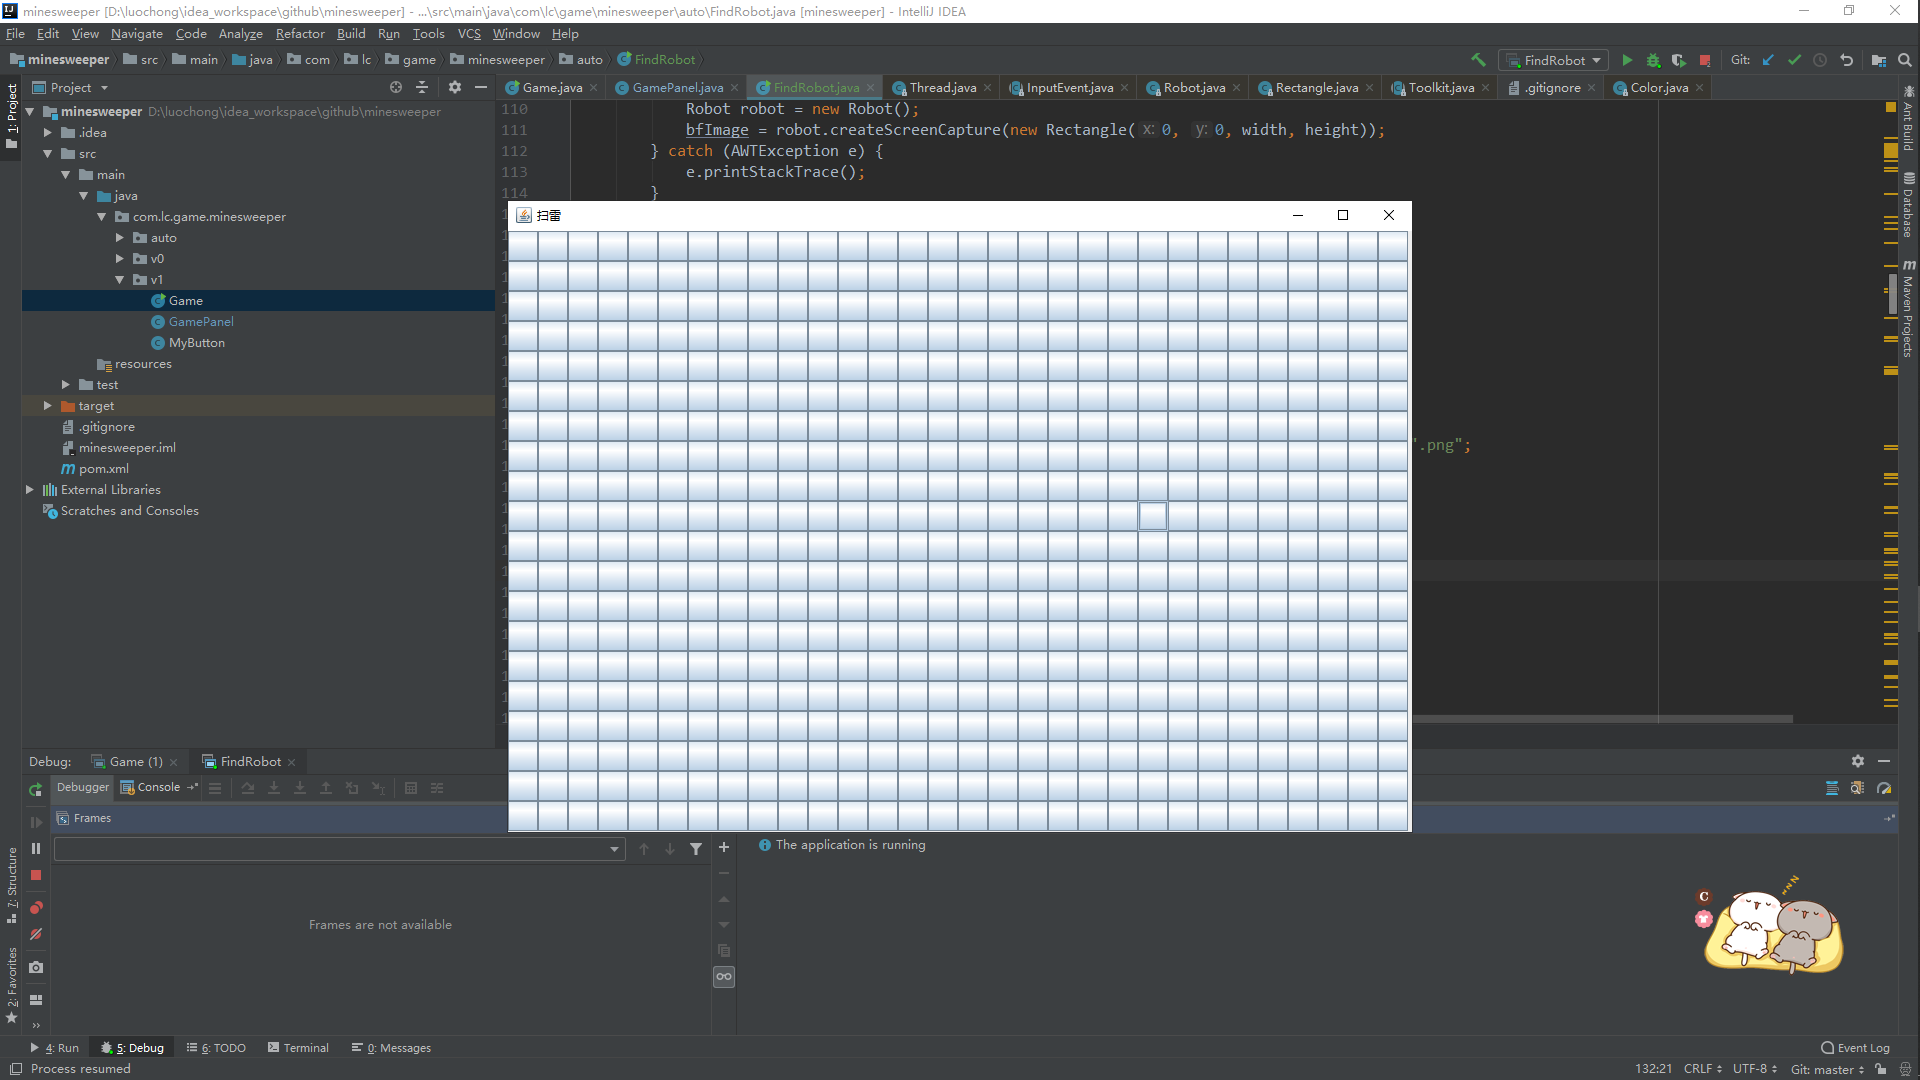 minesweeper [D:\luochong\idea_workspace\github\minesweeper] - ...\src\main\java\com\lc\game\minesweeper\auto\FindRobot.java [minesweeper] - IntelliJ IDEA
File Edit View Navigate Code Analyze Refactor Build Run Tools VCS Window Help
minesweeper src main java com lc game minesweeper auto FindRobot
FindRobot
Git:
Project
Game.java GamePanel.java FindRobot.java Thread.java InputEvent.java Robot.java Rectangle.java Toolkit.java .gitignore Color.java
1: Project
minesweeper D:\luochong\idea_workspace\github\minesweeper
.idea
src
main
java
com.lc.game.minesweeper
auto
v0
v1
Game
GamePanel
MyButton
resources
test
target
.gitignore
minesweeper.iml
pom.xml
External Libraries
Scratches and Consoles
110 Robot robot = new Robot();
111 bfImage = robot.createScreenCapture(new Rectangle( x: 0, y: 0, width, height));
112 } catch (AWTException e) {
113 e.printStackTrace();
114 }
扫雷
.png";
Ant Build
Database
Maven Projects
Debug: Game (1) FindRobot
Debugger Console
Frames
The application is running
Frames are not available
7: Structure
2: Favorites
C
zzz
4: Run 5: Debug 6: TODO Terminal 0: Messages
Event Log
Process resumed
132:21 CRLF UTF-8 Git: master